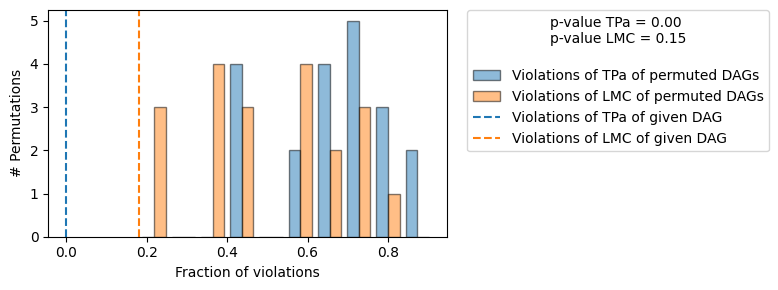 p-value TPa = 0.00
p-value LMC = 0.15
Violations of TPa of permuted DAGs
Violations of LMC of permuted DAGs
Violations of TPa of given DAG
Violations of LMC of given DAG
# Permutations
5
4
3
2
1
0
0.0 0.2 0.4 0.6 0.8
Fraction of violations